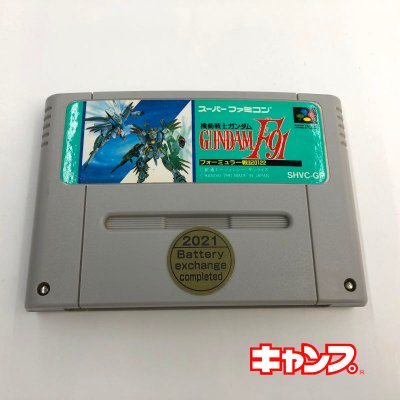 スーパーファミコン
機動戦士ガンダム
GUNDAM F91
フォーミュラー戦記0122
SHVC-GF
2021
Battery
exchange
completed
キャンプ。®